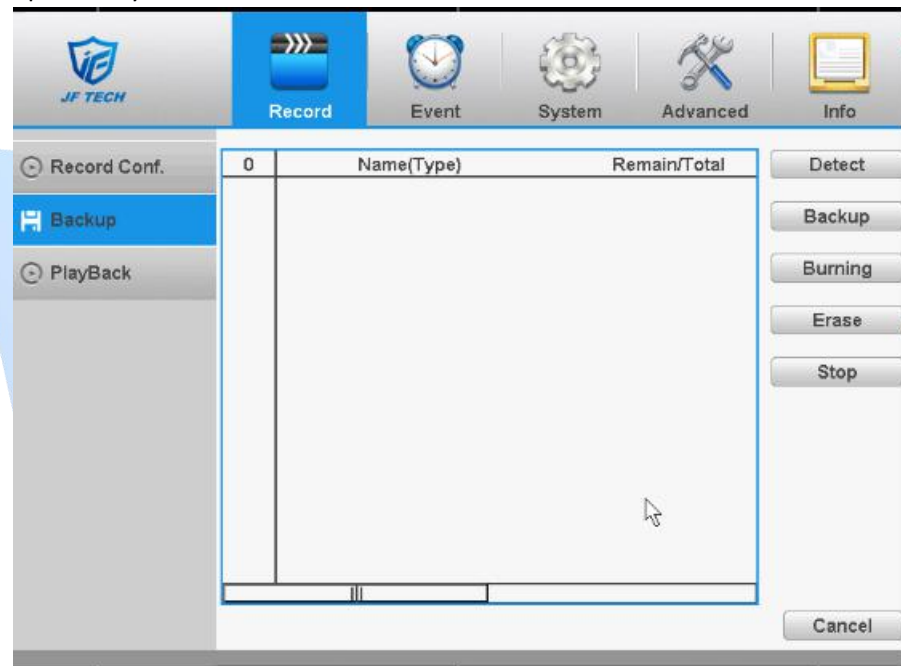 JF TECH
Record
Event
System
Advanced
Info
Record Conf.
Backup
PlayBack
0 Name(Type) Remain/Total
Detect
Backup
Burning
Erase
Stop
Cancel